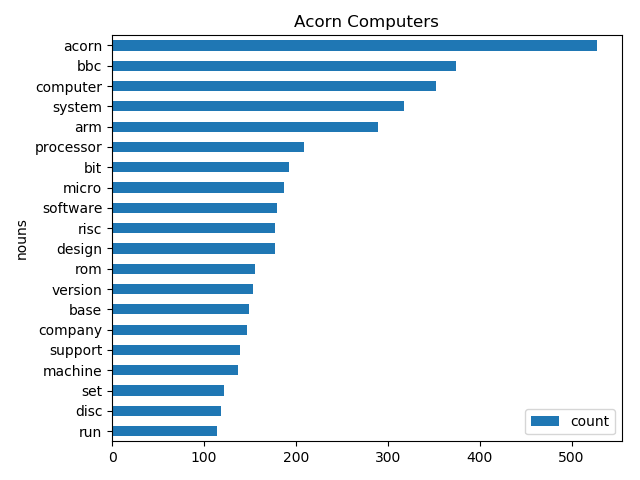 Acorn Computers
nouns
acorn
bbc
computer
system
arm
processor
bit
micro
software
risc
design
rom
version
base
company
support
machine
set
disc
run
count
0 100 200 300 400 500